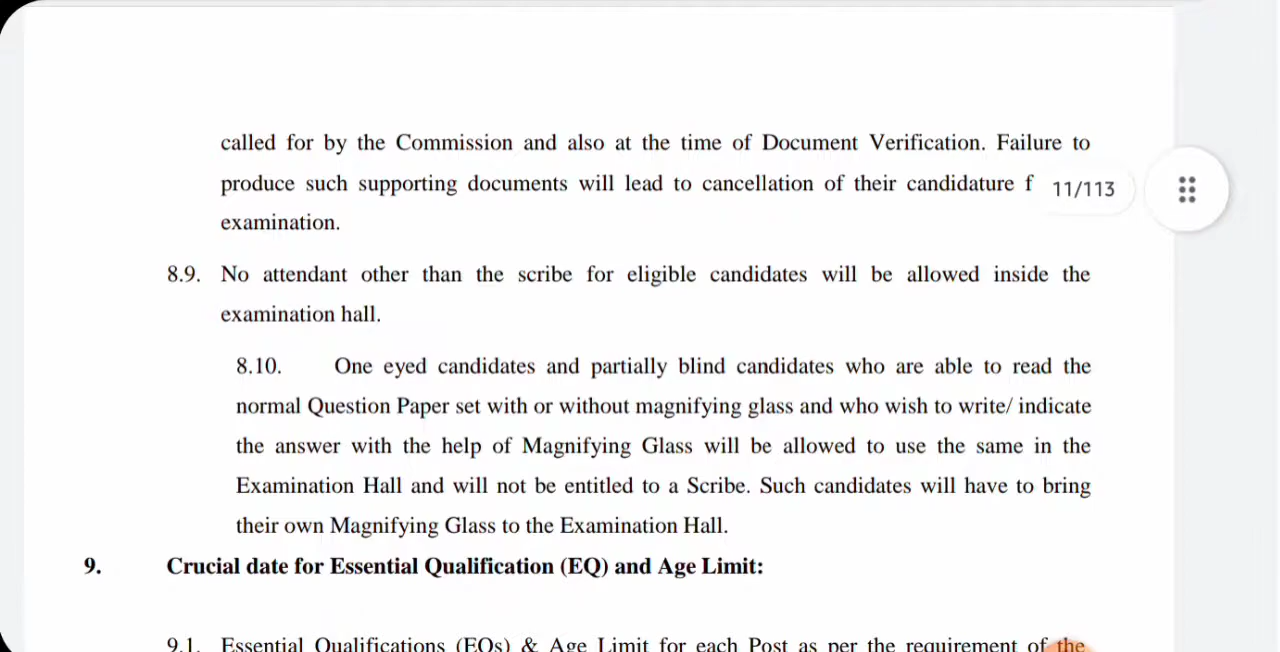 called for by the Commission and also at the time of Document Verification. Failure to
produce such supporting documents will lead to cancellation of their candidature f
11/113
examination.
8.9. No attendant other than the scribe for eligible candidates will be allowed inside the
examination hall.
8.10. One eyed candidates and partially blind candidates who are able to read the
normal Question Paper set with or without magnifying glass and who wish to write/ indicate
the answer with the help of Magnifying Glass will be allowed to use the same in the
Examination Hall and will not be entitled to a Scribe. Such candidates will have to bring
their own Magnifying Glass to the Examination Hall.
9. Crucial date for Essential Qualification (EQ) and Age Limit:
9.1. Essential Qualifications (EQs) & Age Limit for each Post as per the requirement of the